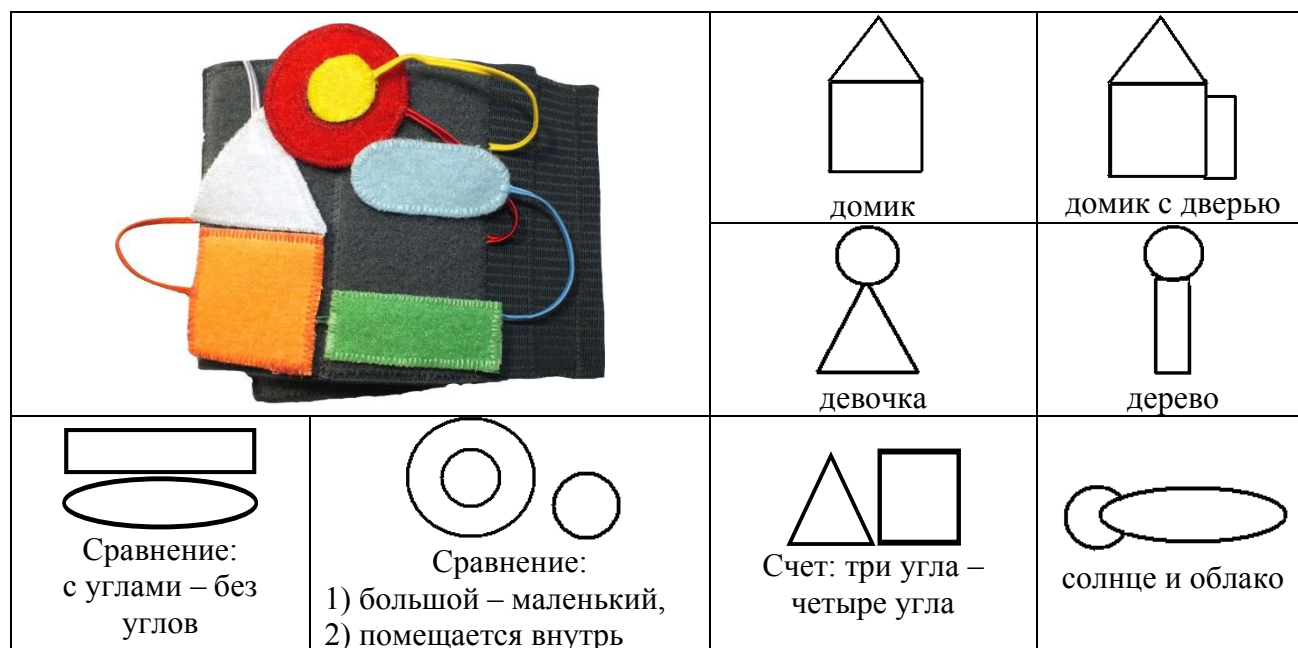 домик
домик с дверью
девочка
дерево
Сравнение:
с углами – без
углов
Сравнение:
1) большой – маленький,
2) помещается внутрь
Счет: три угла –
четыре угла
солнце и облако